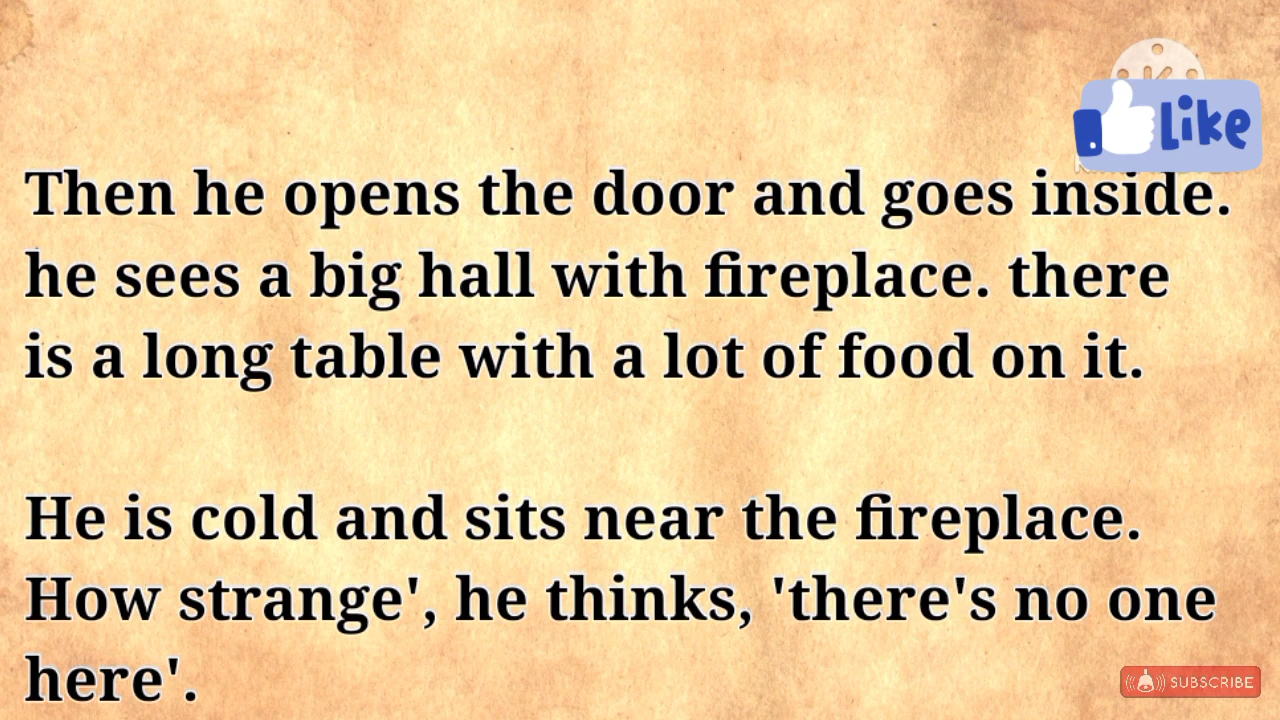 Like
Then he opens the door and goes inside.
he sees a big hall with fireplace. there
is a long table with a lot of food on it.
He is cold and sits near the fireplace.
How strange', he thinks, 'there's no one
here'.
SUBSCRIBE